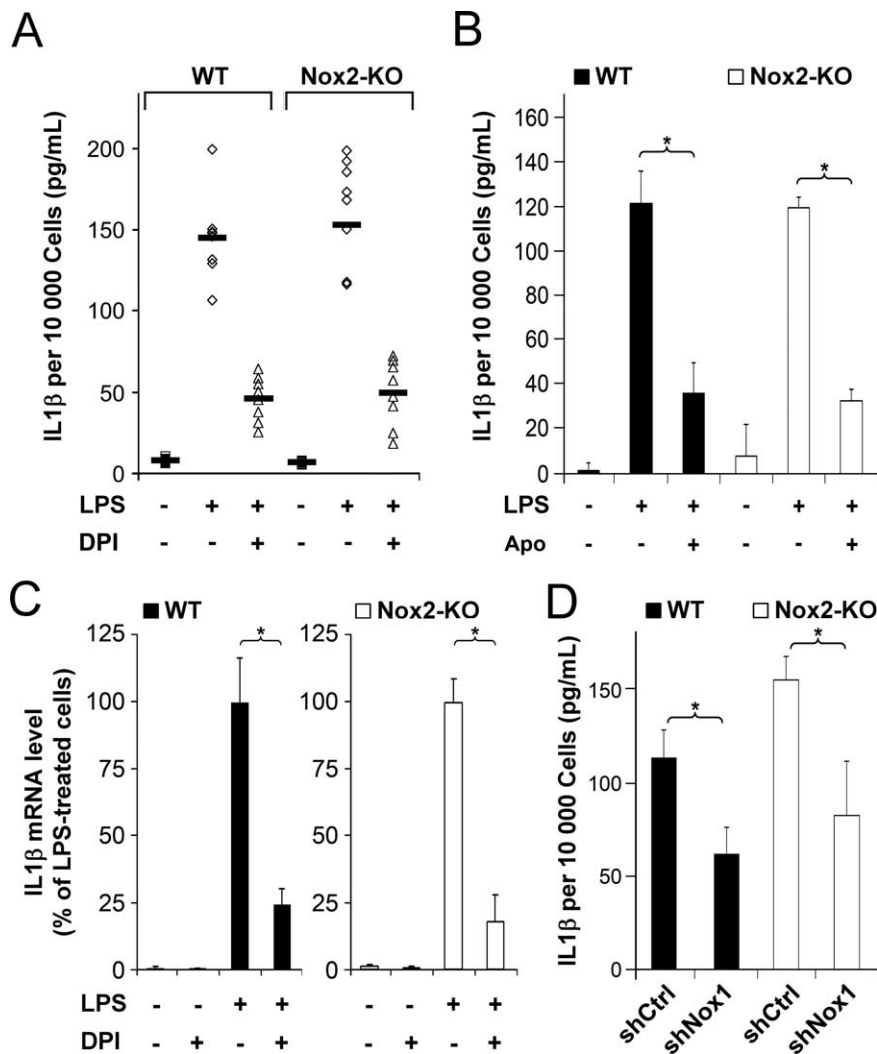 A
WT Nox2-KO
IL1β per 10 000 Cells (pg/mL)
200
150
100
50
0
LPS - + + - + +
DPI - - + - - +
B
WT Nox2-KO
IL1β per 10 000 Cells (pg/mL)
160
140
120
100
80
60
40
20
0
* *
LPS - + + - + +
Apo - - + - - +
C
WT Nox2-KO
IL1β mRNA level
(% of LPS-treated cells)
125
100
75
50
25
0
*
125
100
75
50
25
0
*
LPS - - + + - - + +
DPI - + - + - + - +
D
WT Nox2-KO
IL1β per 10 000 Cells (pg/mL)
150
100
50
0
* *
shCtrl shNox1 shCtrl shNox1